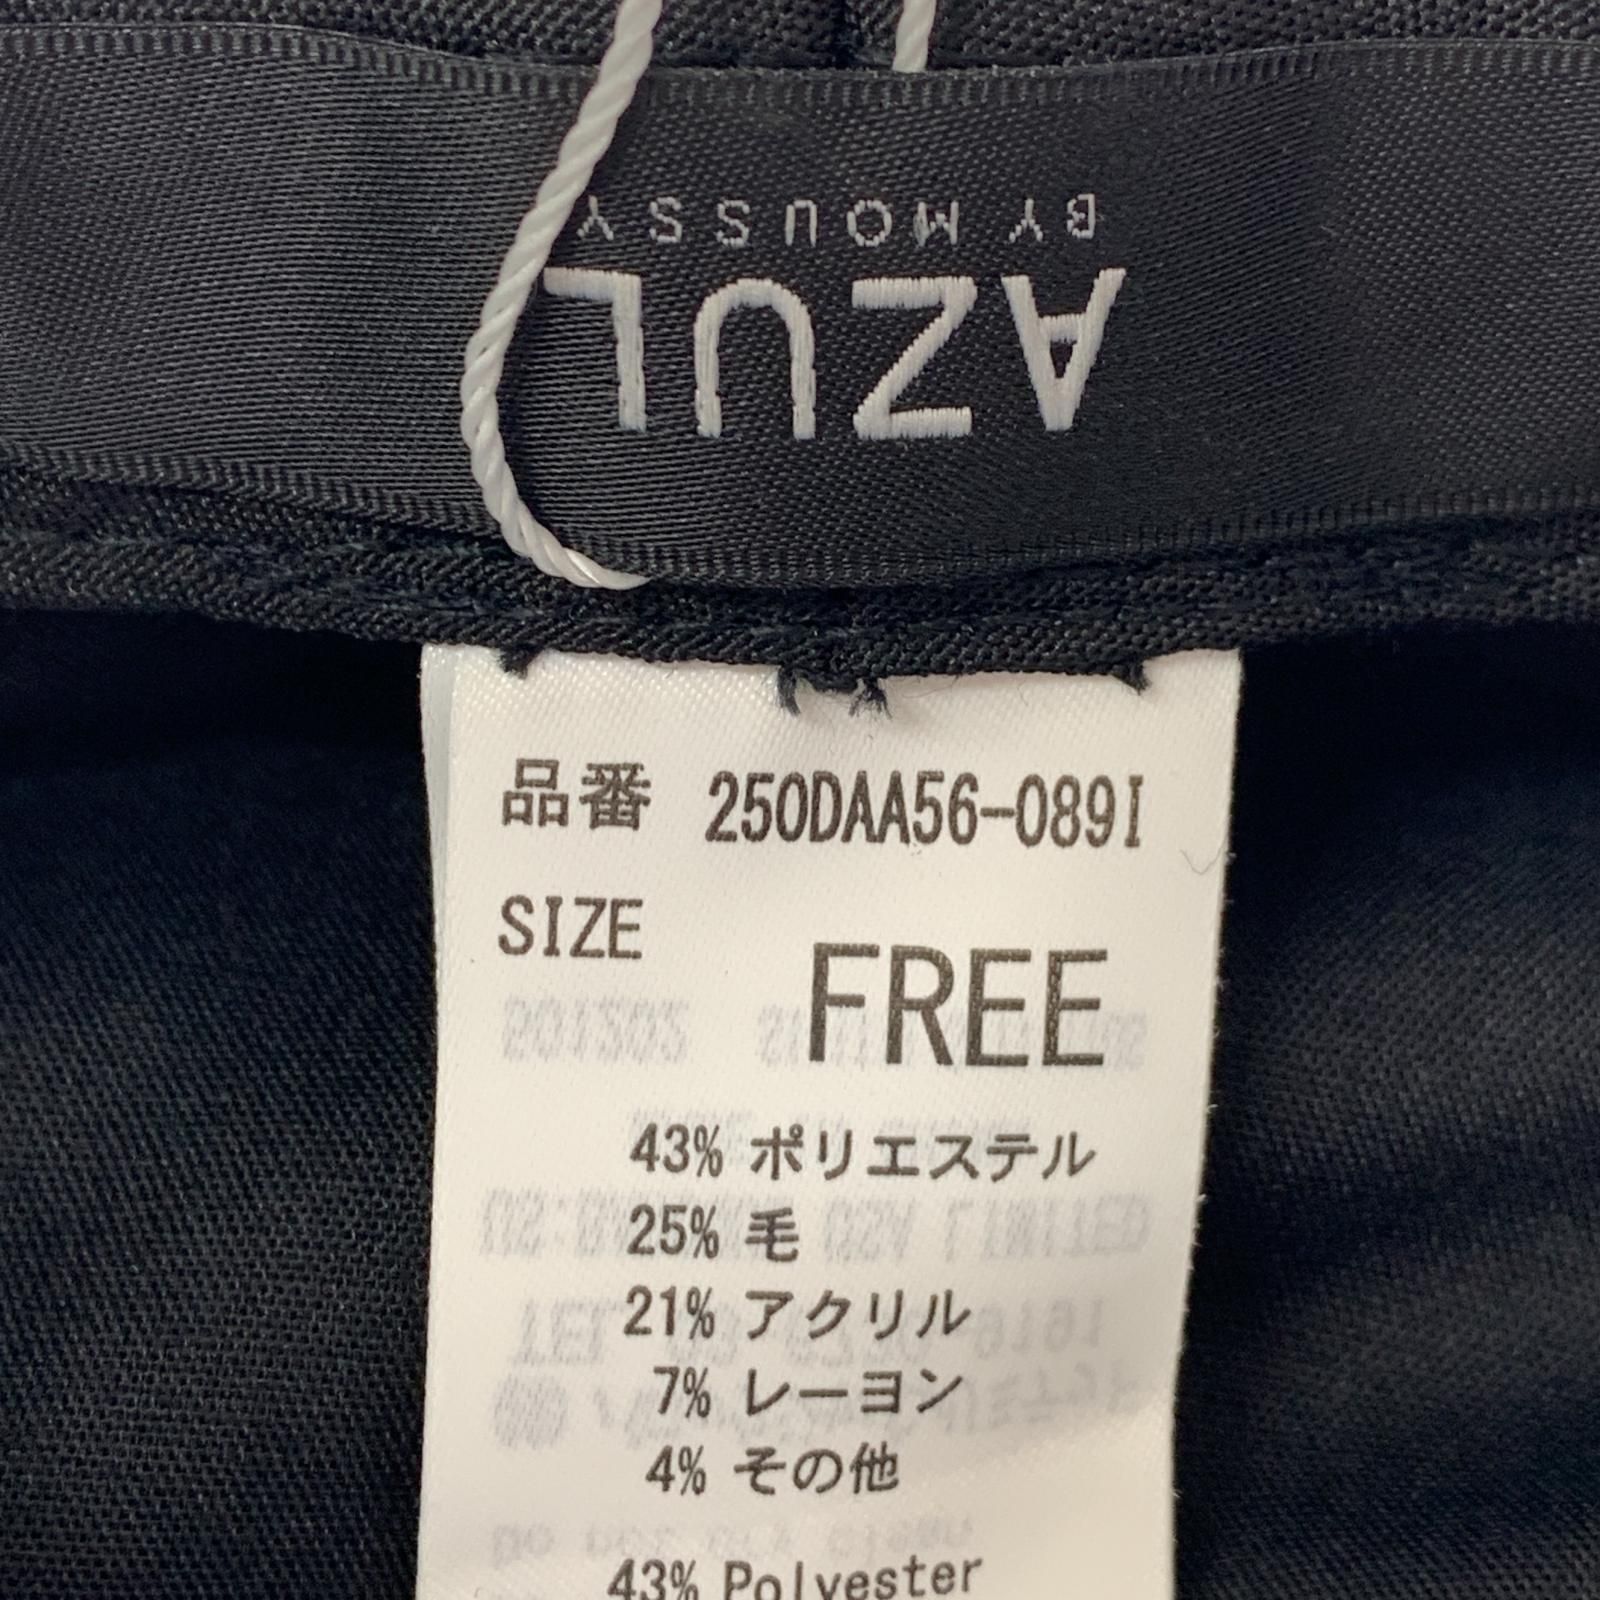 AZUL
BY MOUSSY
品番 250DAA56-089I
SIZE
FREE
43% ポリエステル
25% 毛
21% アクリル
7% レーヨン
4% その他
43% Polyester